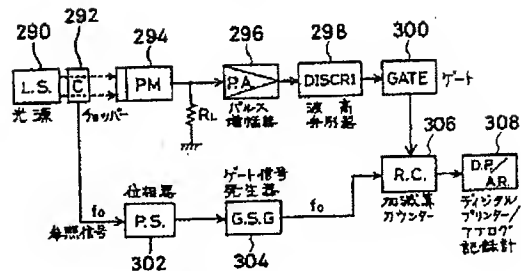 290
292
294
296
298
300
L.S.
C
PM
P.A.
DISCRI
GATE
ゲート
光源
チョッパー
RL
パルス
増幅器
波高
弁別器
306
308
R.C.
D.P./
A.R.
加減算
カウンター
ディジタル
プリンター/
アナログ
記録計
位相器
ゲート信号
発生器
fo
参照信号
P.S.
G.S.G
fo
302
304